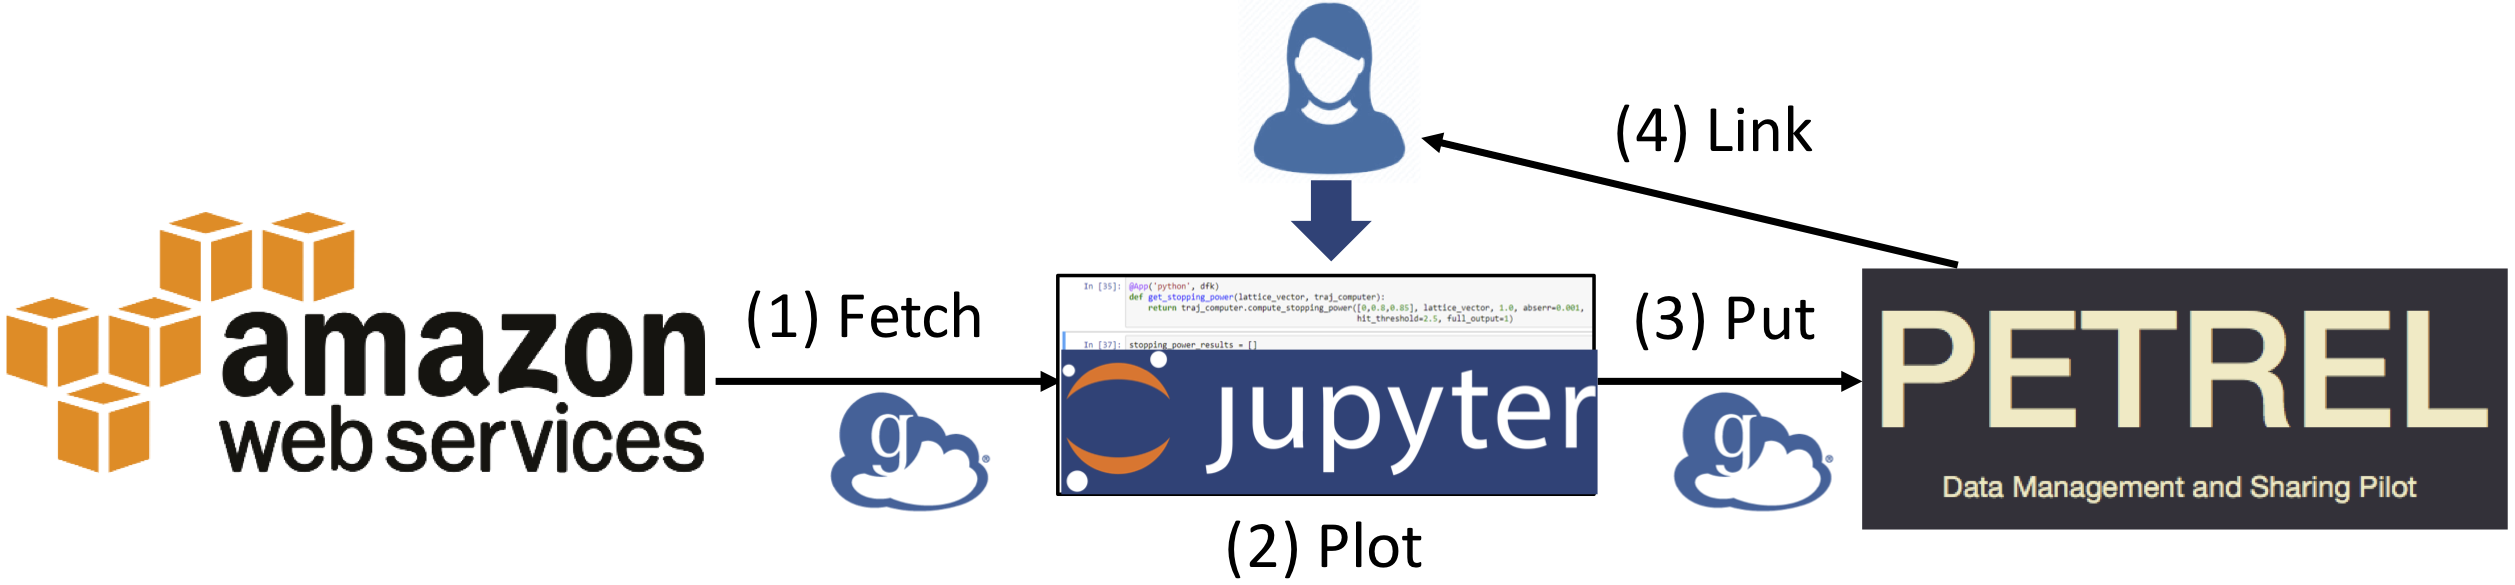 (4) Link
amazon
web services
(1) Fetch
g
®
In [35]: @App('python', dfk)
def get_stopping_power(lattice_vector, traj_computer):
return traj_computer.compute_stopping_power([0,0.8,0.85], lattice_vector, 1.0, abserr=0.001,
hit_threshold=2.5, full_output=1)
In [37]: stopping_power_results = []
jupyter
(2) Plot
(3) Put
g
®
PETREL
Data Management and Sharing Pilot